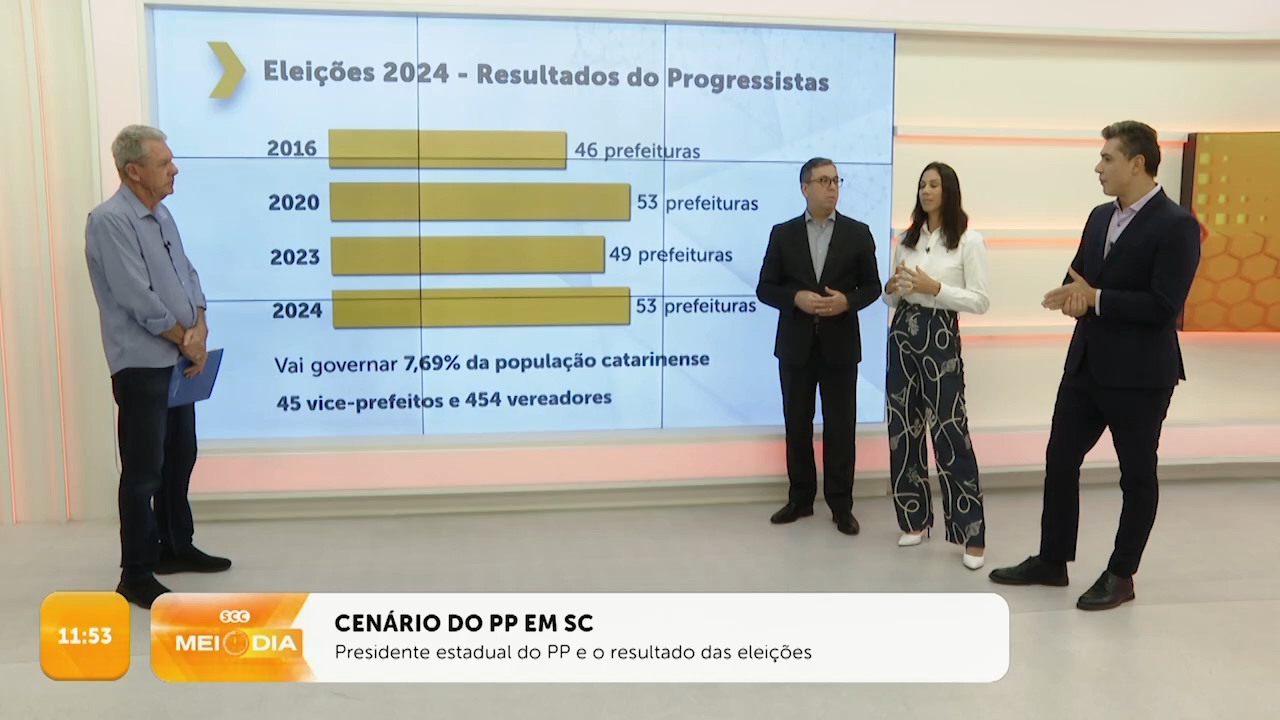 Eleições 2024 - Resultados do Progressistas
2016 46 prefeituras
2020 53 prefeituras
2023 49 prefeituras
2024 53 prefeituras
Vai governar 7,69% da população catarinense
45 vice-prefeitos e 454 vereadores
11:53
SCC
MEIODIA
CENÁRIO DO PP EM SC
Presidente estadual do PP e o resultado das eleições